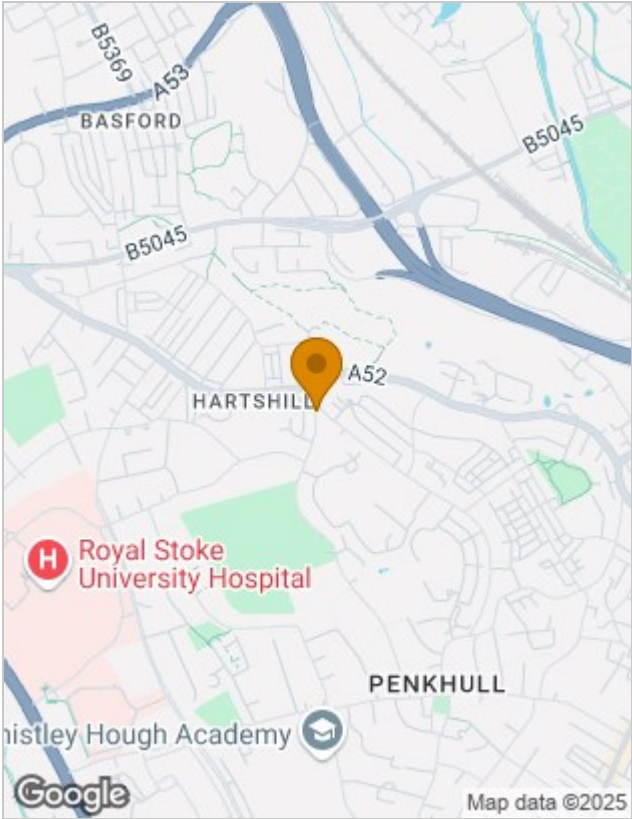 B5369
A53
BASFORD
B5045
B5045
A52
HARTSHILL
H
Royal Stoke
University Hospital
PENKHULL
histley Hough Academy
Google
Map data ©2025